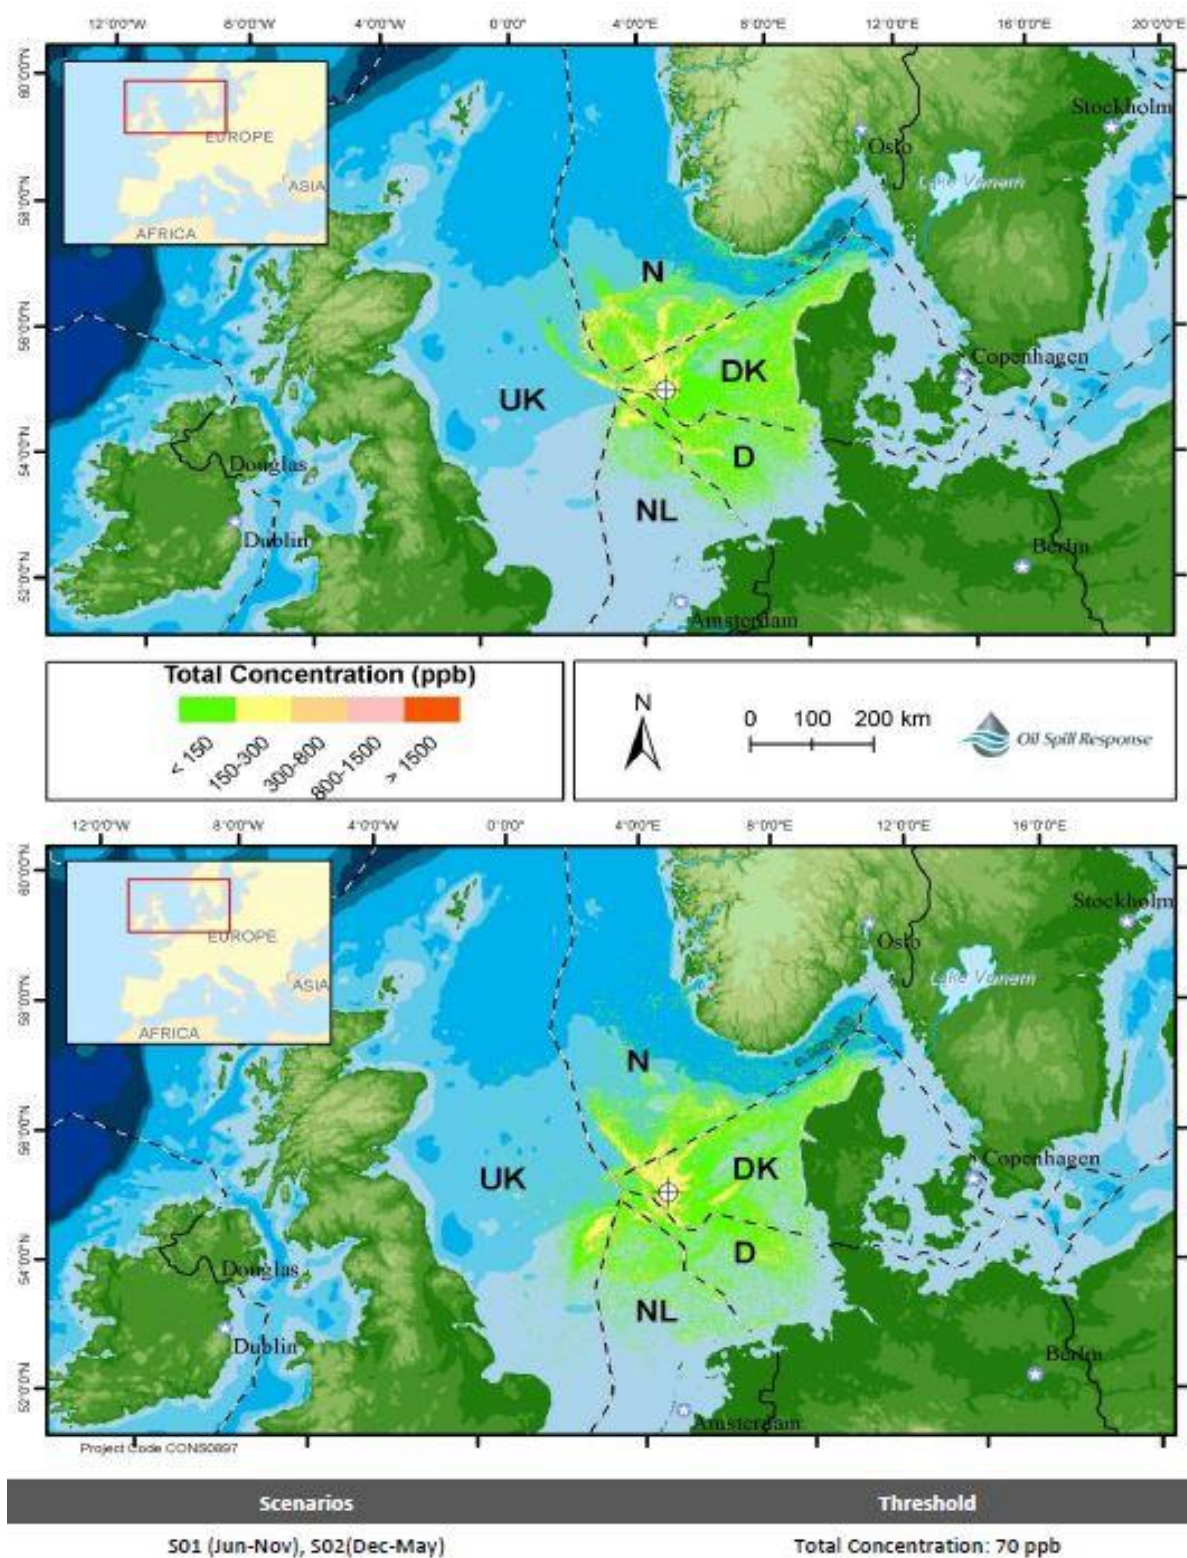 12°0'0"W 8°0'0"W 4°0'0"W 0°0'0" 4°0'0"E 8°0'0"E 12°0'0"E 16°0'0"E 20°0'0"E
60°0'0"N
58°0'0"N
56°0'0"N
54°0'0"N
52°0'0"N
EUROPE
ASIA
AFRICA
Stockholm
Oslo
Lake Vanarn
N
Copenhagen
DK
UK
D
Douglas
NL
Dublin
Berlin
Amsterdam
Total Concentration (ppb)
< 150
150-300
300-800
800-1500
> 1500
N
0 100 200 km
Oil Spill Response
12°0'0"W 8°0'0"W 4°0'0"W 0°0'0" 4°0'0"E 8°0'0"E 12°0'0"E 16°0'0"E
60°0'0"N
58°0'0"N
56°0'0"N
54°0'0"N
52°0'0"N
EUROPE
ASIA
AFRICA
Stockholm
Oslo
Lake Vanarn
N
Copenhagen
DK
UK
D
Douglas
NL
Dublin
Berlin
Amsterdam
Project Code CONS0897
Scenarios Threshold
S01 (Jun-Nov), S02(Dec-May) Total Concentration: 70 ppb